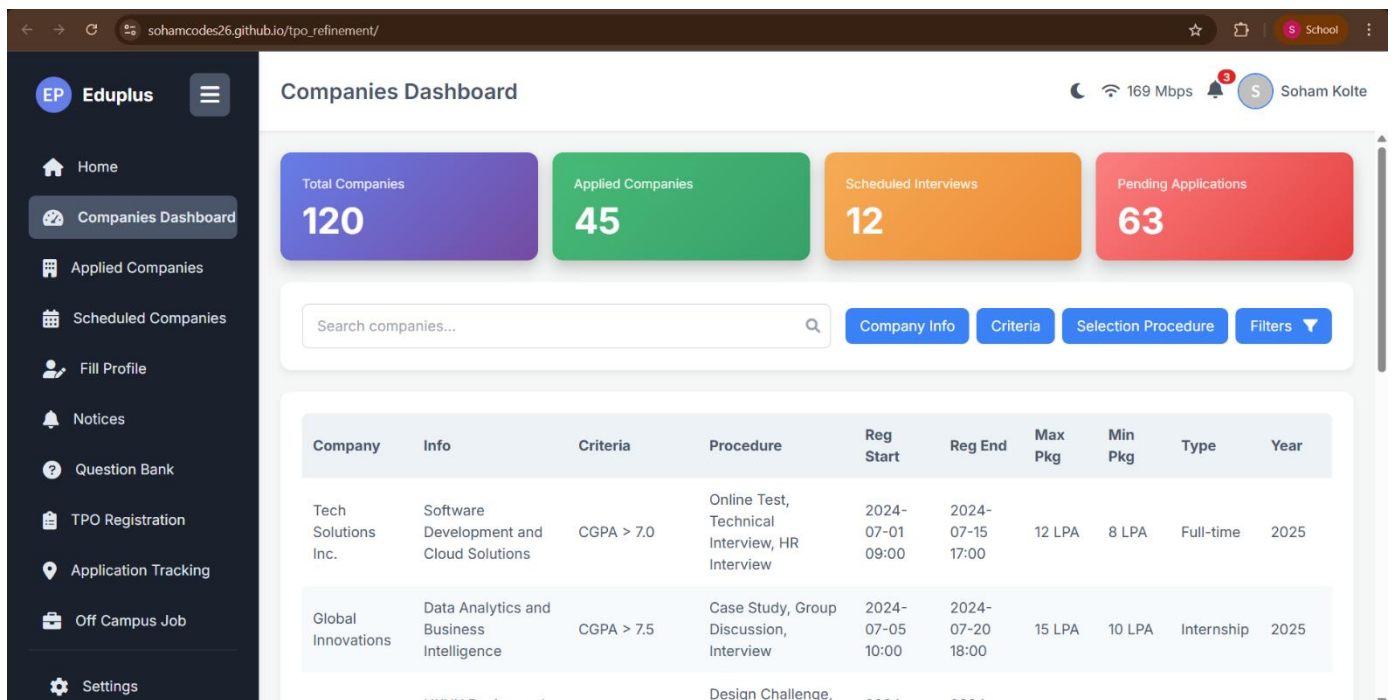 sohamcodes26.github.io/tpo_refinement/
S School
EP Eduplus
Companies Dashboard
169 Mbps
3
S
Soham Kolte
Home
Companies Dashboard
Applied Companies
Scheduled Companies
Fill Profile
Notices
Question Bank
TPO Registration
Application Tracking
Off Campus Job
Settings
Total Companies
120
Applied Companies
45
Scheduled Interviews
12
Pending Applications
63
Search companies...
Company Info
Criteria
Selection Procedure
Filters
Company Info Criteria Procedure Reg Start Reg End Max Pkg Min Pkg Type Year
Tech
Solutions
Inc.
Software
Development and
Cloud Solutions
CGPA > 7.0
Online Test,
Technical
Interview, HR
Interview
2024-
07-01
09:00
2024-
07-15
17:00
12 LPA
8 LPA
Full-time
2025
Global
Innovations
Data Analytics and
Business
Intelligence
CGPA > 7.5
Case Study, Group
Discussion,
Interview
2024-
07-05
10:00
2024-
07-20
18:00
15 LPA
10 LPA
Internship
2025
Design Challenge,